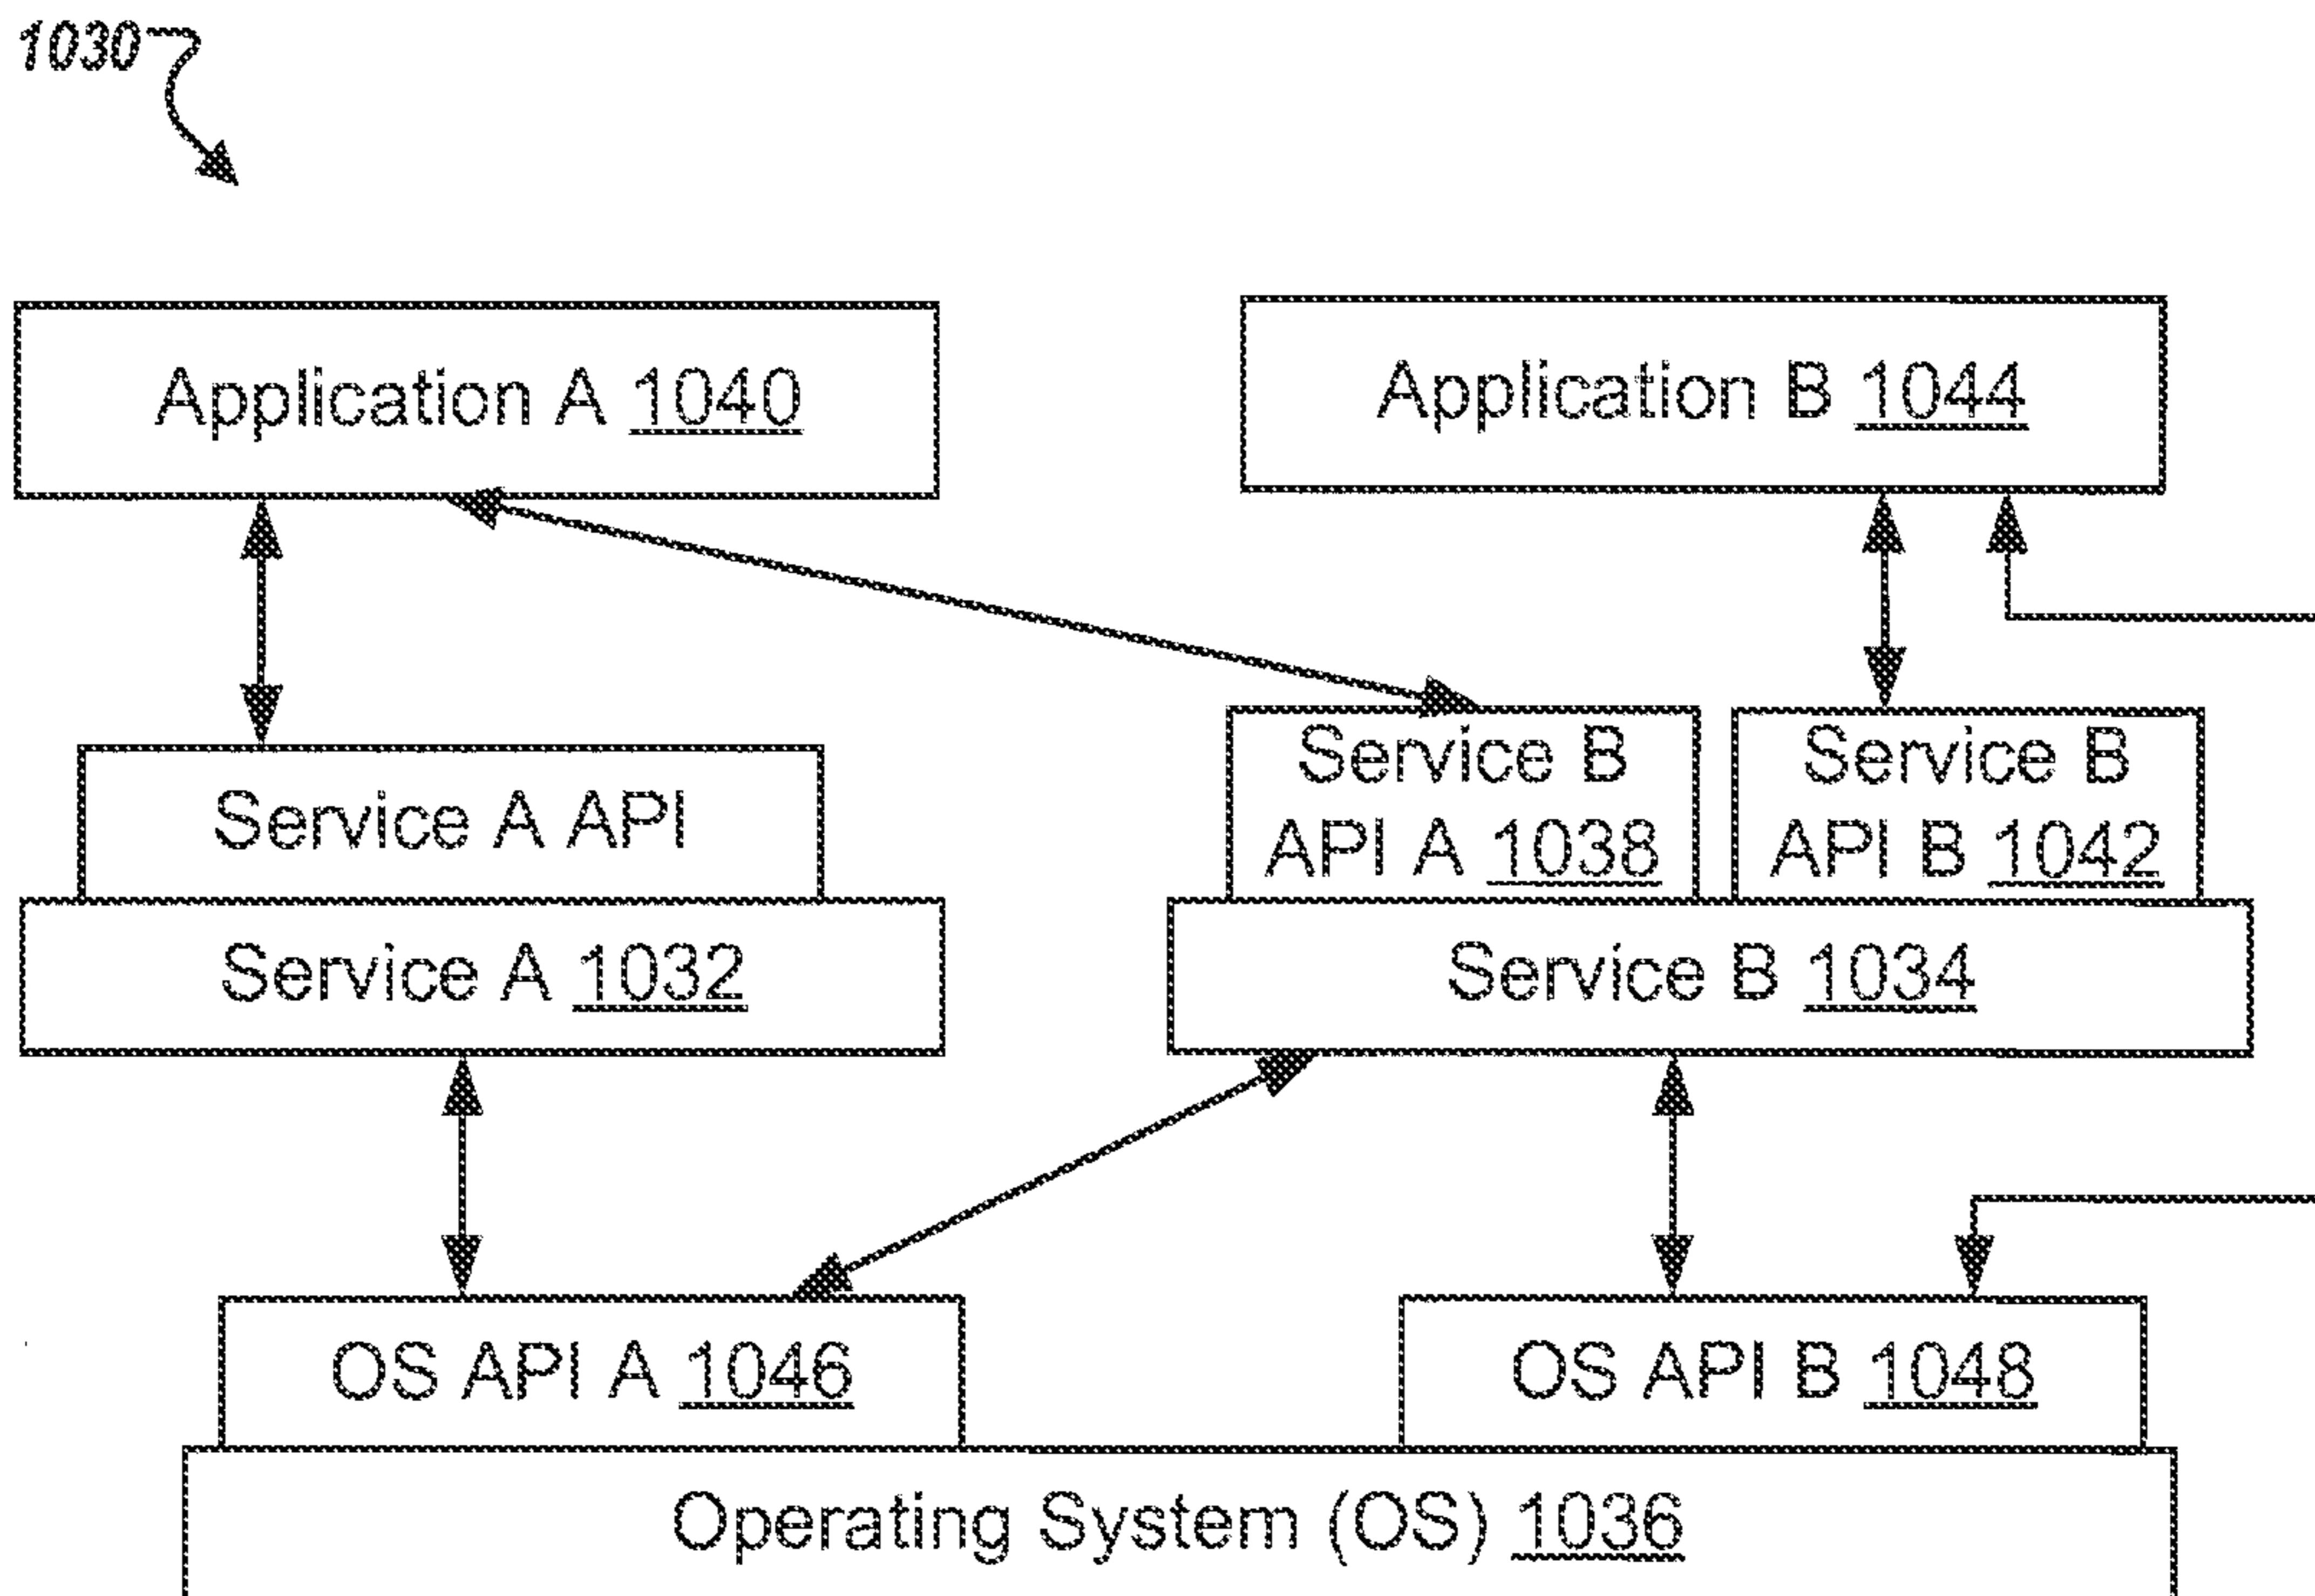 1030
Application A 1040
Application B 1044
Service A API
Service B
API A 1038
Service B
API B 1042
Service A 1032
Service B 1034
OS API A 1046
OS API B 1048
Operating System (OS) 1036